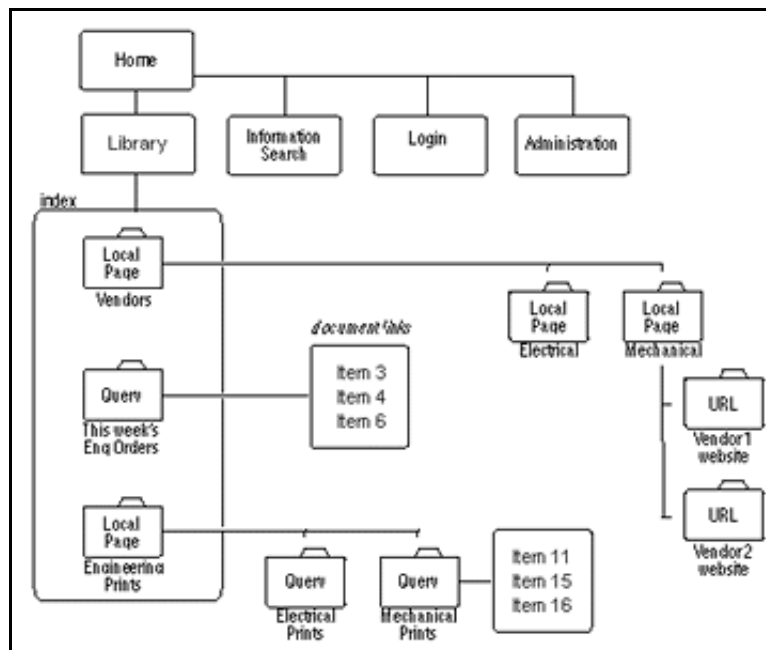 Home
Library
Information
Search
Login
Administration
index
Local
Page
Vendors
Local
Page
Electrical
Local
Page
Mechanical
document links
Item 3
Item 4
Item 6
Query
This week's
Eng Orders
URL
Vendor1
website
URL
Vendor2
website
Local
Page
Engineering
Prints
Query
Electrical
Prints
Query
Mechanical
Prints
Item 11
Item 15
Item 16